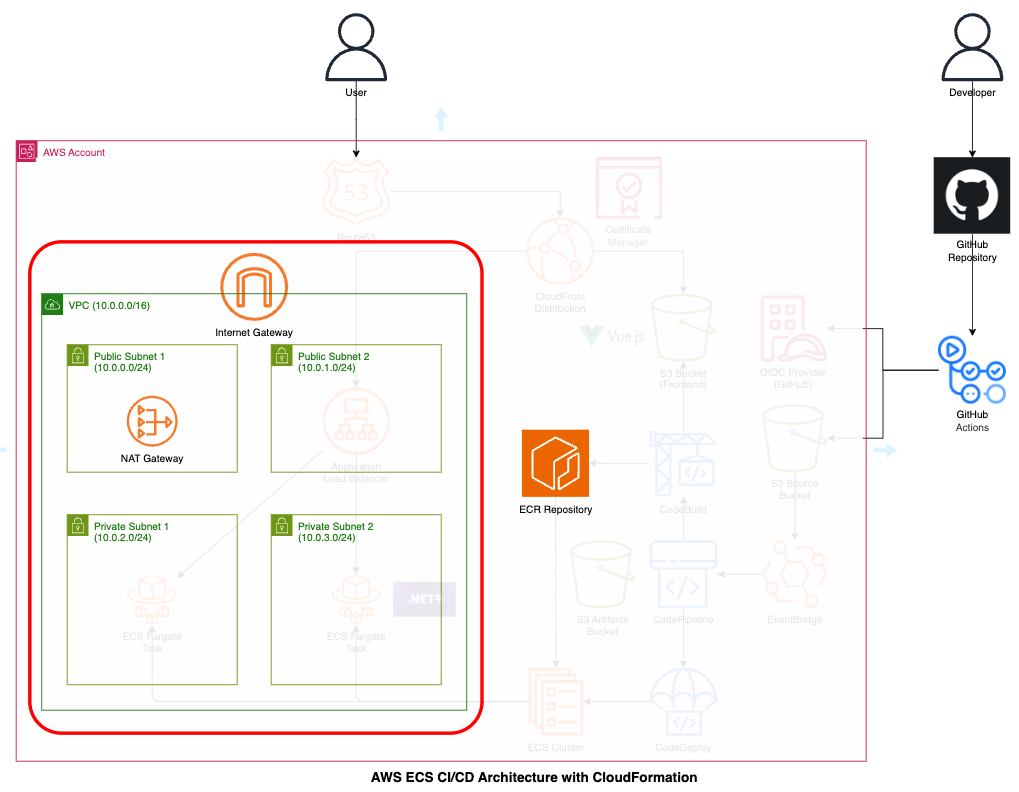 User
Developer
AWS Account
53
Route53
Certificate
Manager
GitHub
Repository
CloudFront
Distribution
VPC (10.0.0.0/16)
Internet Gateway
Vue.js
Public Subnet 1
(10.0.0.0/24)
Public Subnet 2
(10.0.1.0/24)
S3 Bucket
(Frontend)
OIDC Provider
(GitHub)
GitHub
Actions
NAT Gateway
Application
Load Balancer
ECR Repository
CodeBuild
S3 Source
Bucket
Private Subnet 1
(10.0.2.0/24)
Private Subnet 2
(10.0.3.0/24)
.NET9
ECS Fargate
Task
ECS Fargate
Task
S3 Artifacts
Bucket
CodePipeline
EventBridge
ECS Cluster
CodeDeploy
AWS ECS CI/CD Architecture with CloudFormation